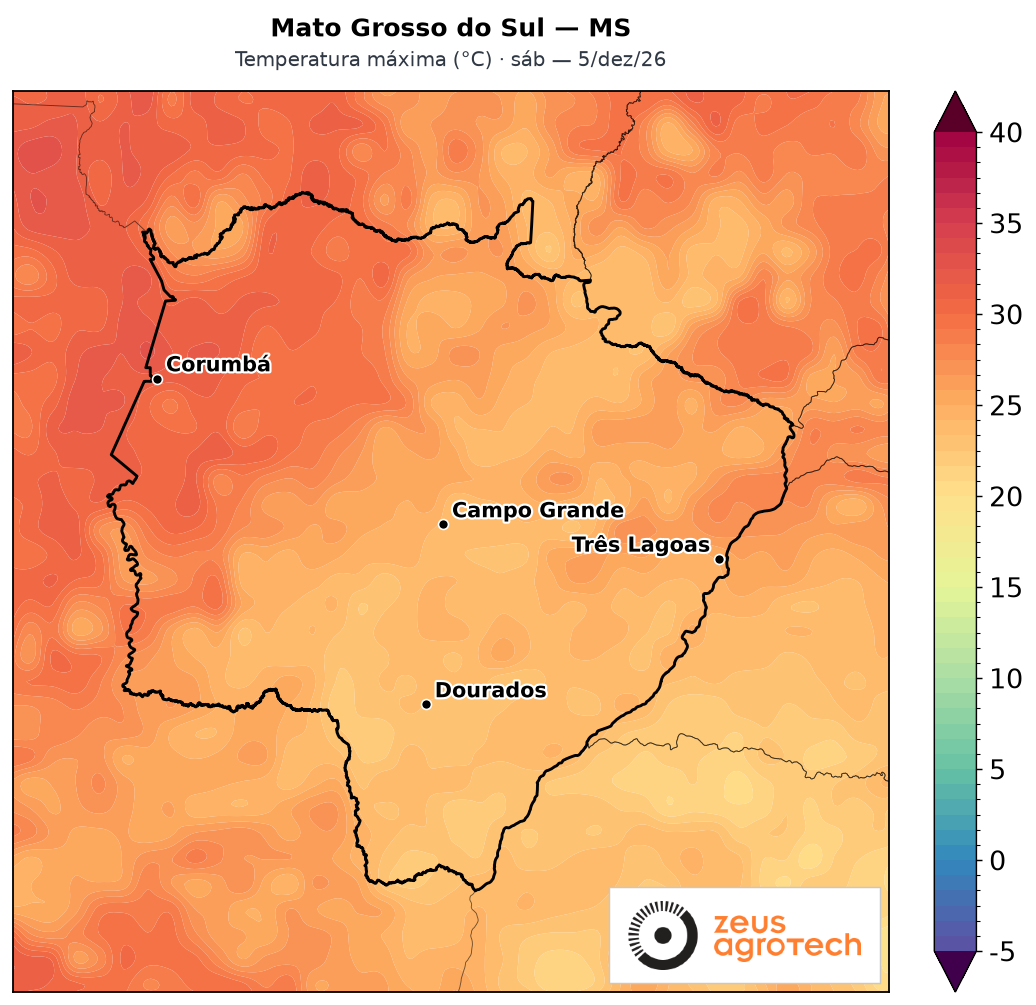 Mato Grosso do Sul — MS
Temperatura máxima (°C) · sáb — 5/dez/26
40
35
30
25
20
15
10
5
0
-5
Corumbá
Campo Grande
Três Lagoas
Dourados
zeus
agrotech